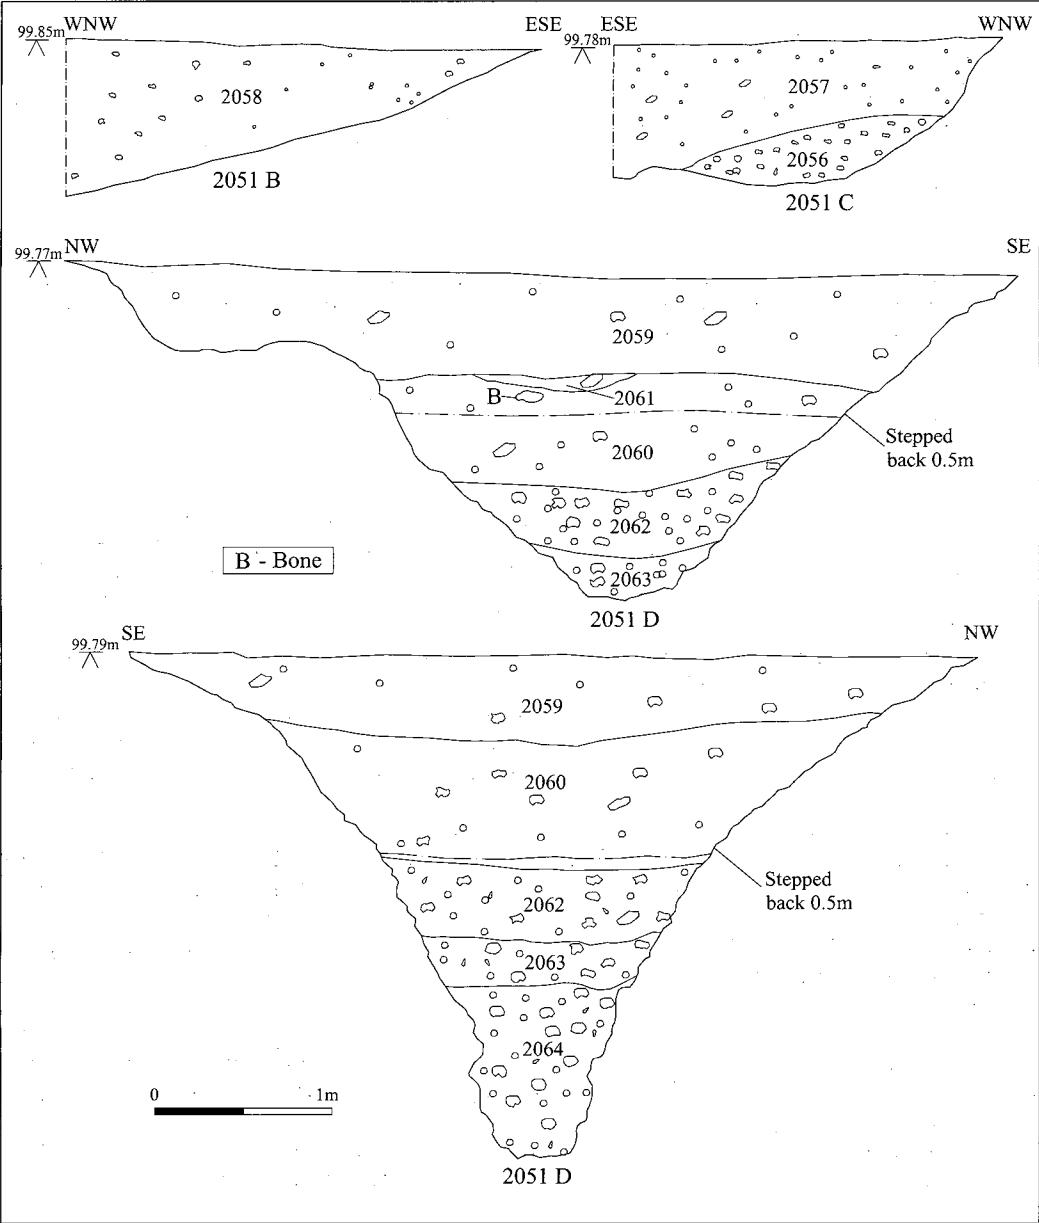 99.85m WNW ESE
2058
2051 B
99.78m ESE WNW
2057
2056
2051 C
99.77m NW SE
2059
B 2061
Stepped
back 0.5m
2060
2062
2063
B - Bone
2051 D
99.79m SE NW
2059
2060
Stepped
back 0.5m
2062
2063
2064
0 1m
2051 D